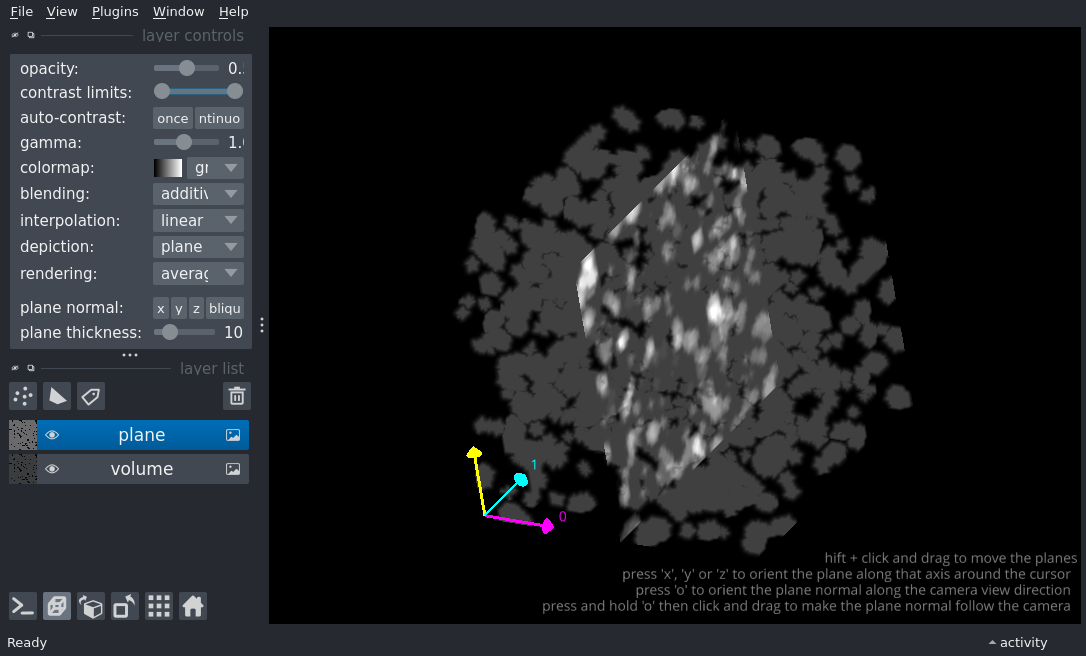 File View Plugins Window Help
layer controls
opacity: 0.
contrast limits:
auto-contrast: once ntinuo
gamma: 1.
colormap: gr
blending: additiv
interpolation: linear
depiction: plane
rendering: averag
plane normal: x y z bliqu
plane thickness: 10
layer list
plane
volume
1
0
hift + click and drag to move the planes
press 'x', 'y' or 'z' to orient the plane along that axis around the cursor
press 'o' to orient the plane normal along the camera view direction
press and hold 'o' then click and drag to make the plane normal follow the camera
Ready activity